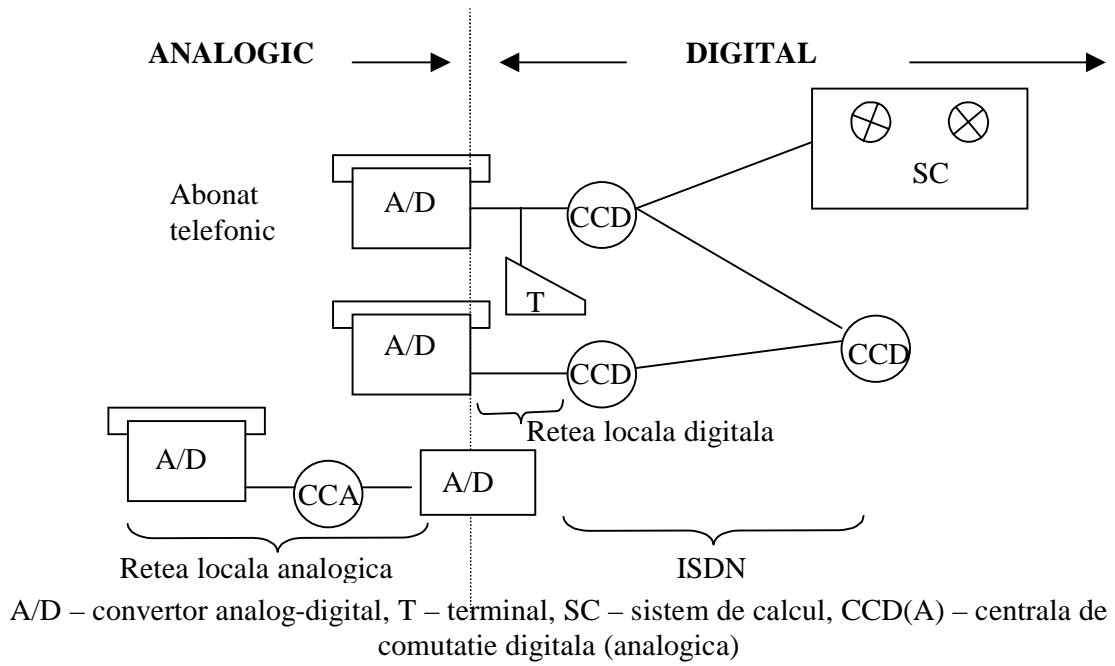 ANALOGIC DIGITAL
SC
Abonat
telefonic
A/D
CCD
T
A/D
CCD
CCD
Retea locala digitala
A/D
CCA
A/D
Retea locala analogica
ISDN
A/D – convertor analog-digital, T – terminal, SC – sistem de calcul, CCD(A) – centrala de
comutatie digitala (analogica)